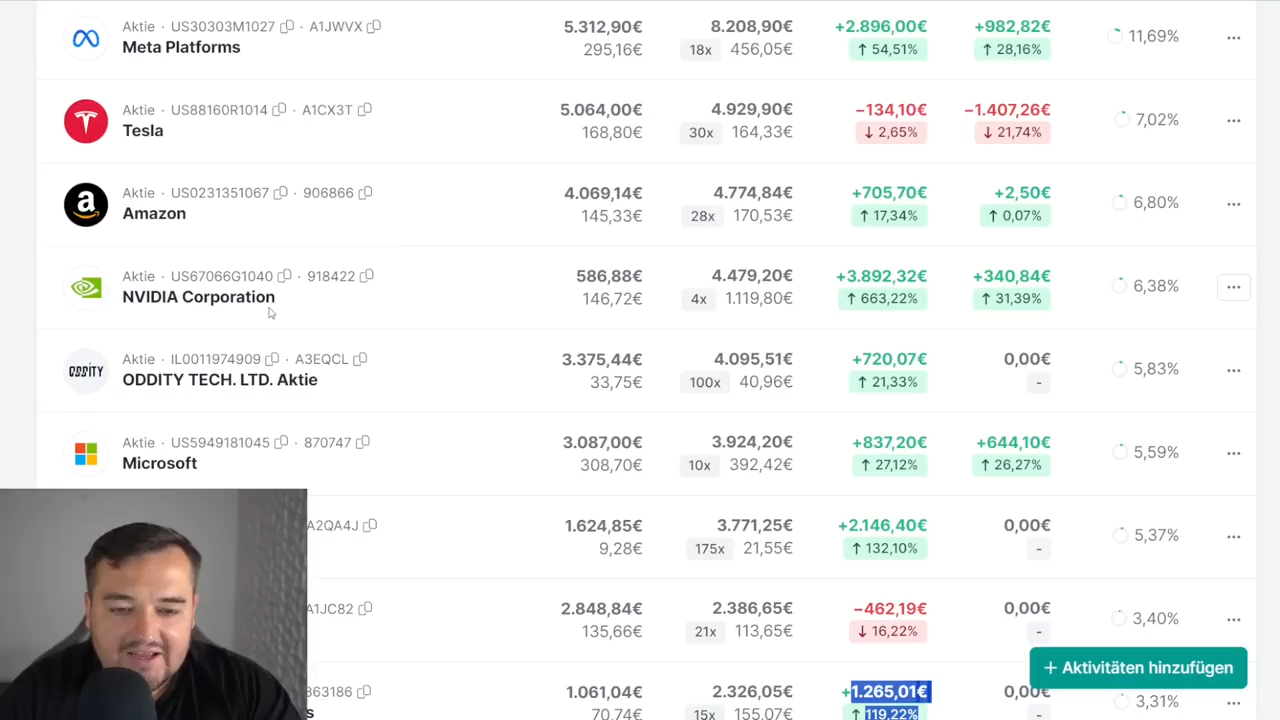 Aktie · US30303M1027 · A1JWVX
Meta Platforms
5.312,90€
295,16€
8.208,90€
18x 456,05€
+2.896,00€
↑ 54,51%
+982,82€
↑ 28,16%
11,69%
Aktie · US88160R1014 · A1CX3T
Tesla
5.064,00€
168,80€
4.929,90€
30x 164,33€
−134,10€
↓ 2,65%
−1.407,26€
↓ 21,74%
7,02%
Aktie · US0231351067 · 906866
Amazon
4.069,14€
145,33€
4.774,84€
28x 170,53€
+705,70€
↑ 17,34%
+2,50€
↑ 0,07%
6,80%
Aktie · US67066G1040 · 918422
NVIDIA Corporation
586,88€
146,72€
4.479,20€
4x 1.119,80€
+3.892,32€
↑ 663,22%
+340,84€
↑ 31,39%
6,38%
Aktie · IL0011974909 · A3EQCL
ODDITY
ODDITY TECH. LTD. Aktie
3.375,44€
33,75€
4.095,51€
100x 40,96€
+720,07€
↑ 21,33%
0,00€
-
5,83%
Aktie · US5949181045 · 870747
Microsoft
3.087,00€
308,70€
3.924,20€
10x 392,42€
+837,20€
↑ 27,12%
+644,10€
↑ 26,27%
5,59%
A2QA4J
1.624,85€
9,28€
3.771,25€
175x 21,55€
+2.146,40€
↑ 132,10%
0,00€
-
5,37%
A1JC82
2.848,84€
135,66€
2.386,65€
21x 113,65€
−462,19€
↓ 16,22%
0,00€
-
3,40%
863186
s
1.061,04€
70,74€
2.326,05€
15x 155,07€
+1.265,01€
↑ 119,22%
0,00€
-
3,31%
+ Aktivitäten hinzufügen